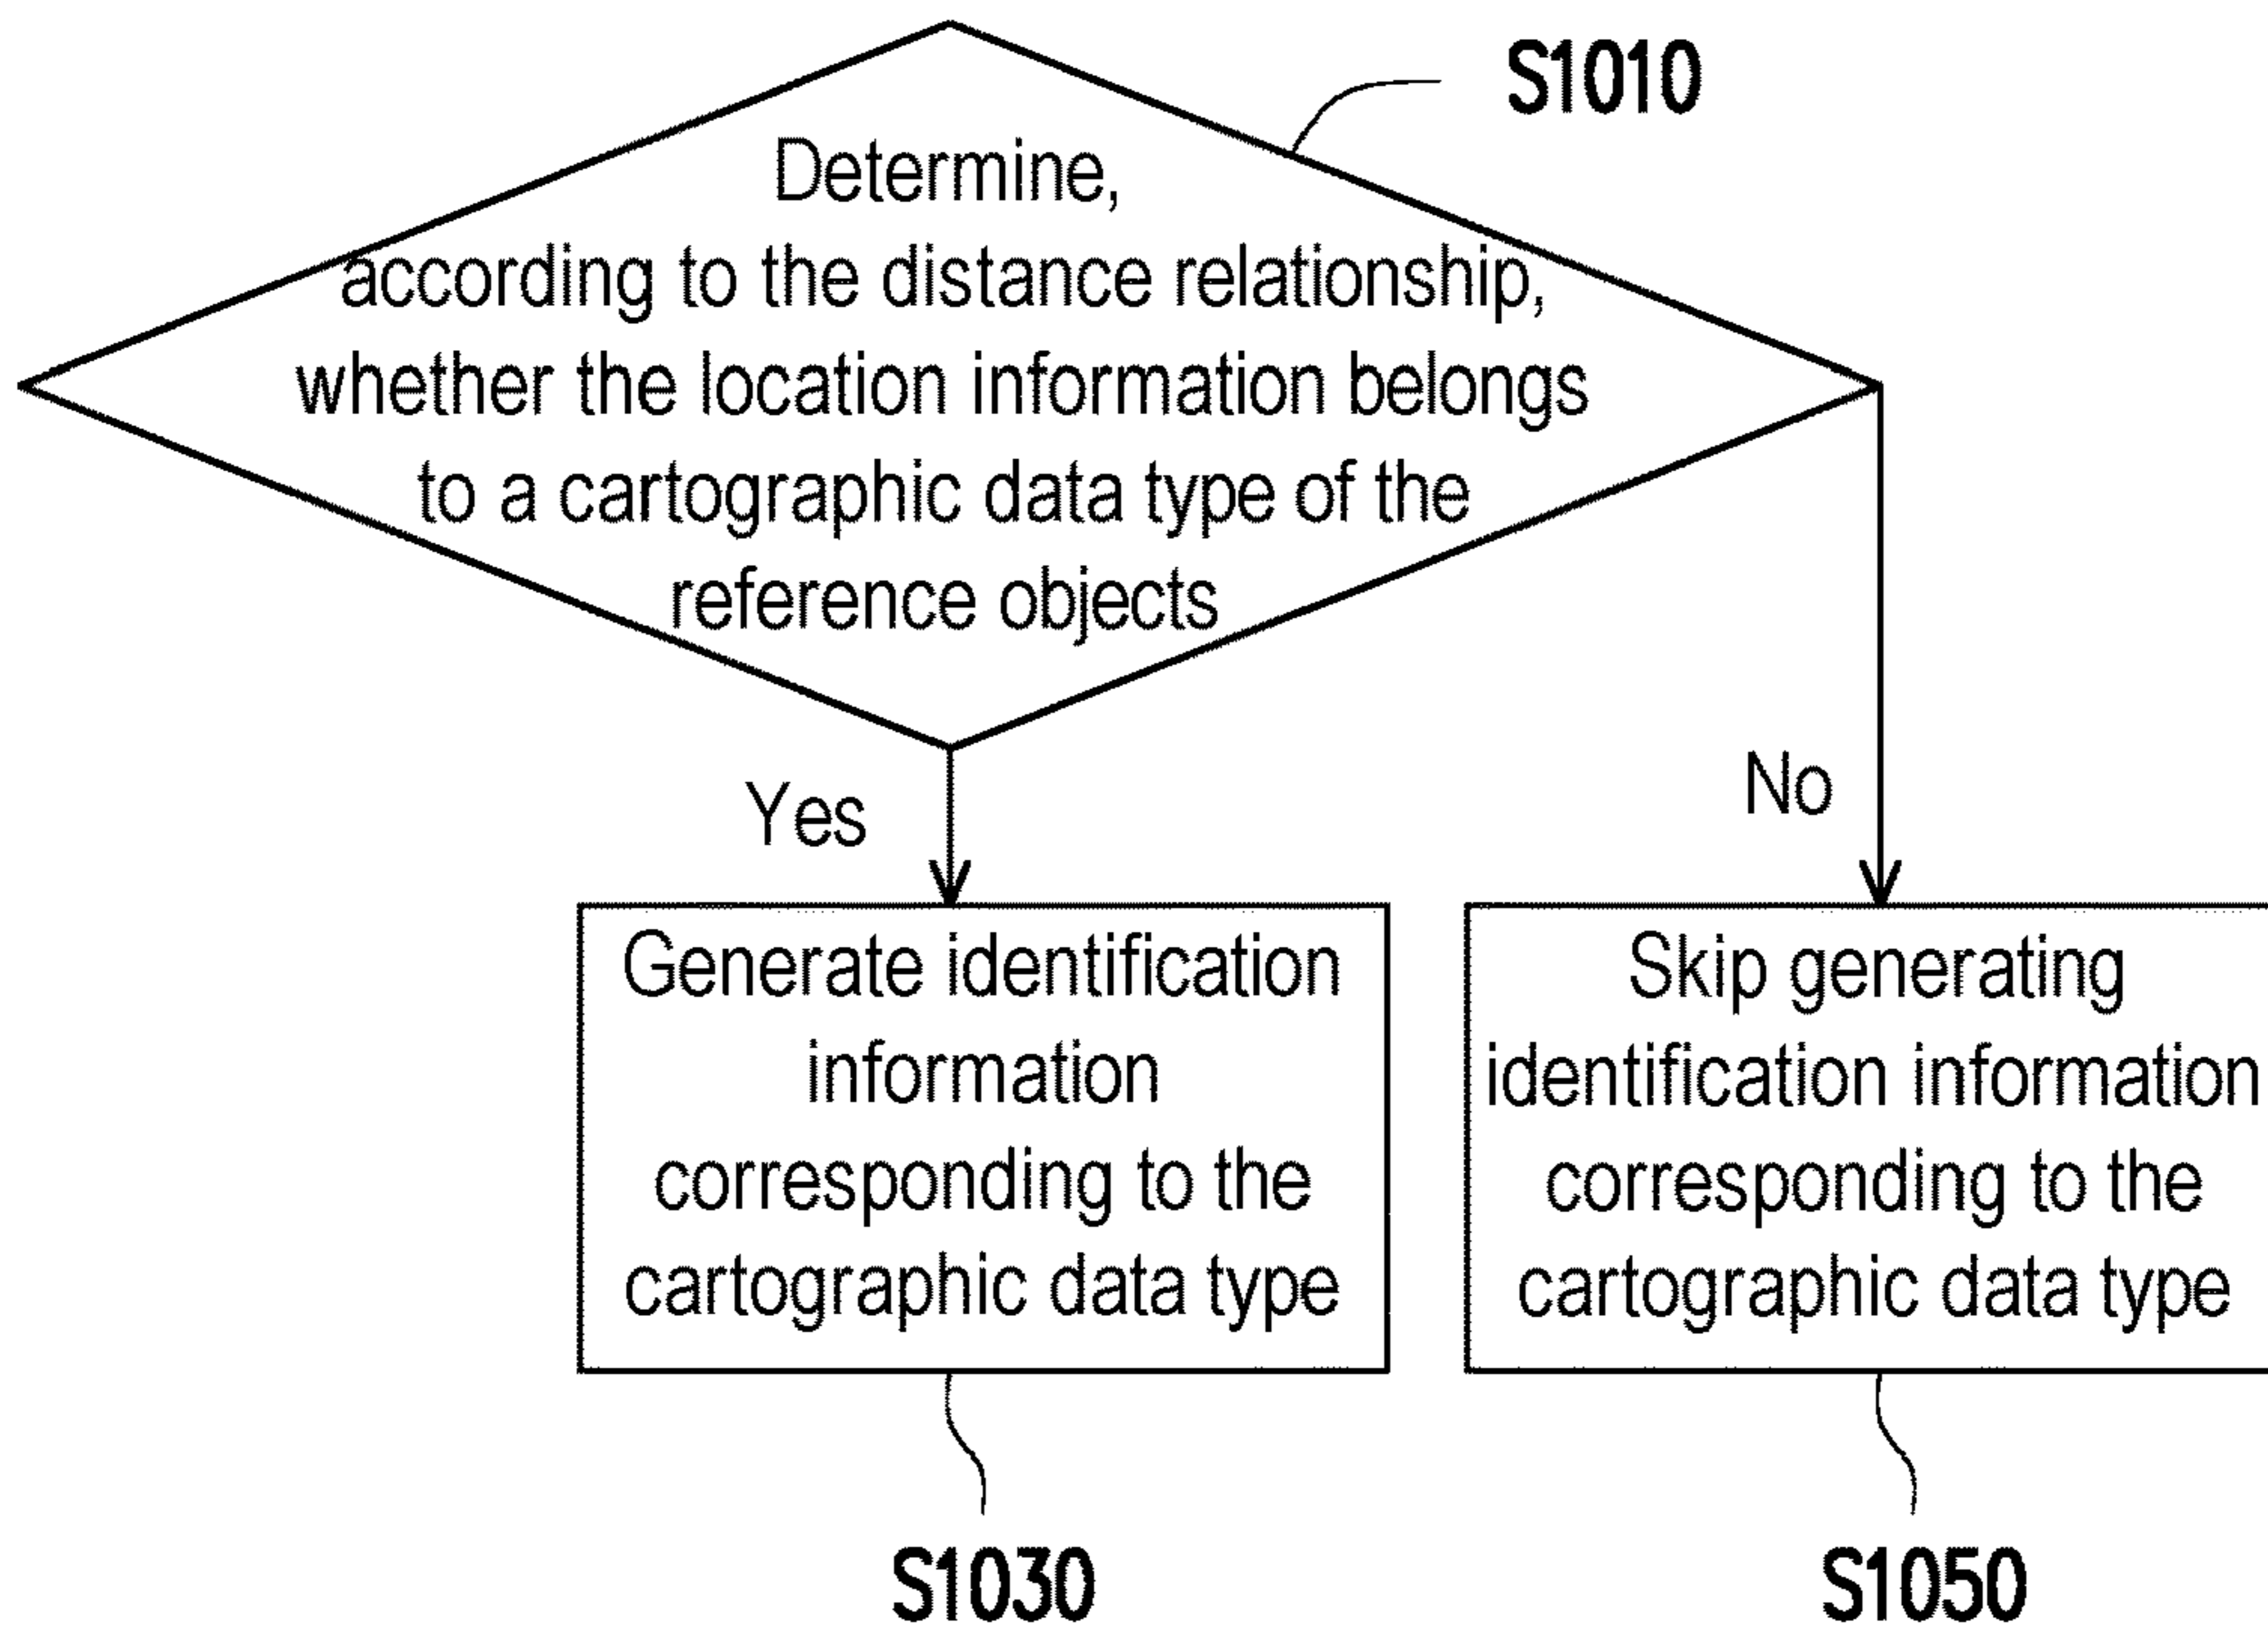 S1010
Determine,
according to the distance relationship,
whether the location information belongs
to a cartographic data type of the
reference objects
Yes
No
Generate identification
information
corresponding to the
cartographic data type
Skip generating
identification information
corresponding to the
cartographic data type
S1030
S1050